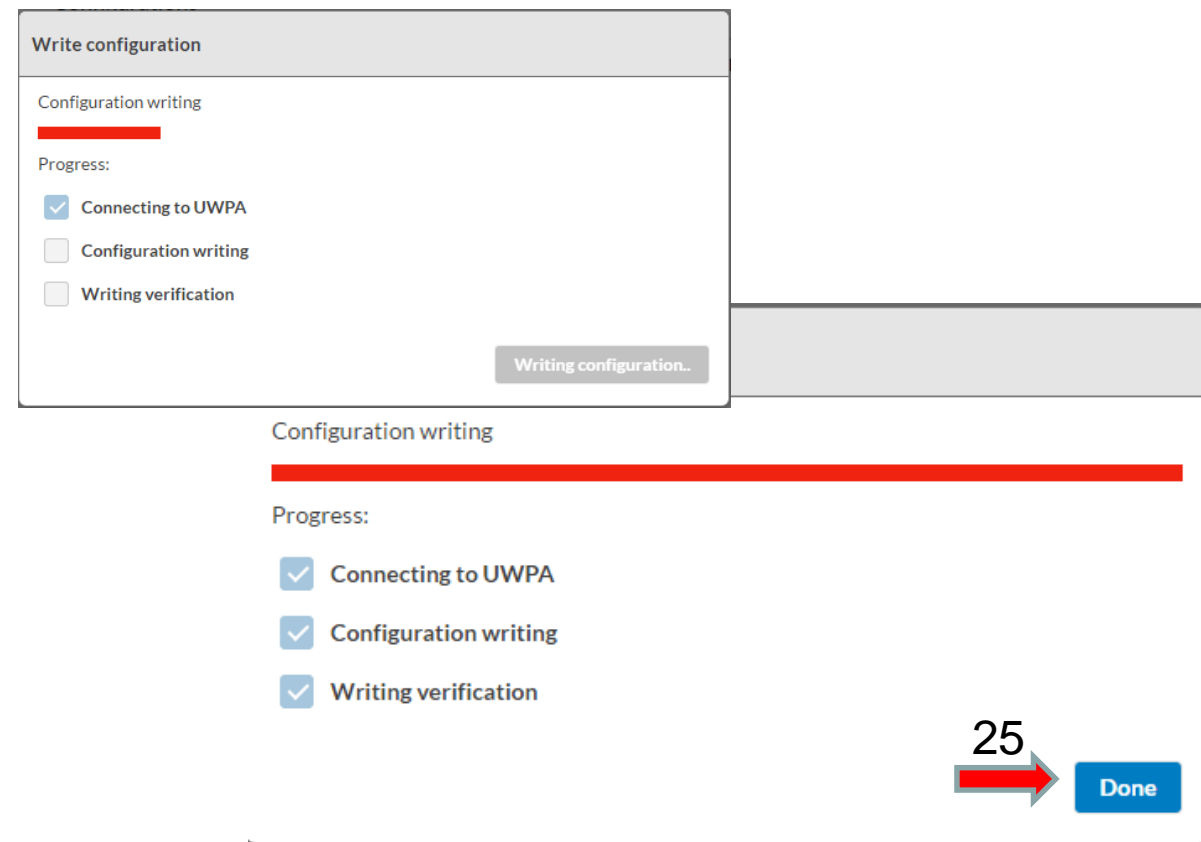 Write configuration
Configuration writing
Progress:
Connecting to UWPA
Configuration writing
Writing verification
Writing configuration..
Configuration writing
Progress:
Connecting to UWPA
Configuration writing
Writing verification
25
Done